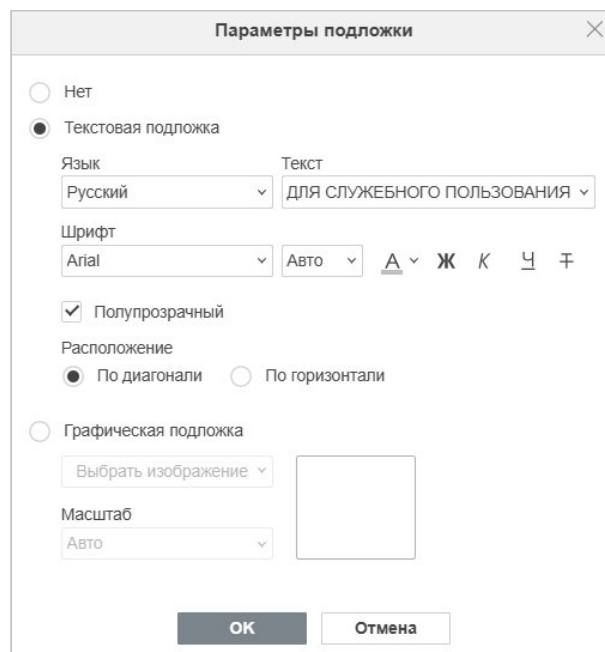 Параметры подложки
Нет
Текстовая подложка
Язык Текст
Русский ДЛЯ СЛУЖЕБНОГО ПОЛЬЗОВАНИЯ
Шрифт
Arial Авто А Ж К Ч Т
Полупрозрачный
Расположение
По диагонали По горизонтали
Графическая подложка
Выбрать изображение
Масштаб
Авто
OK Отмена